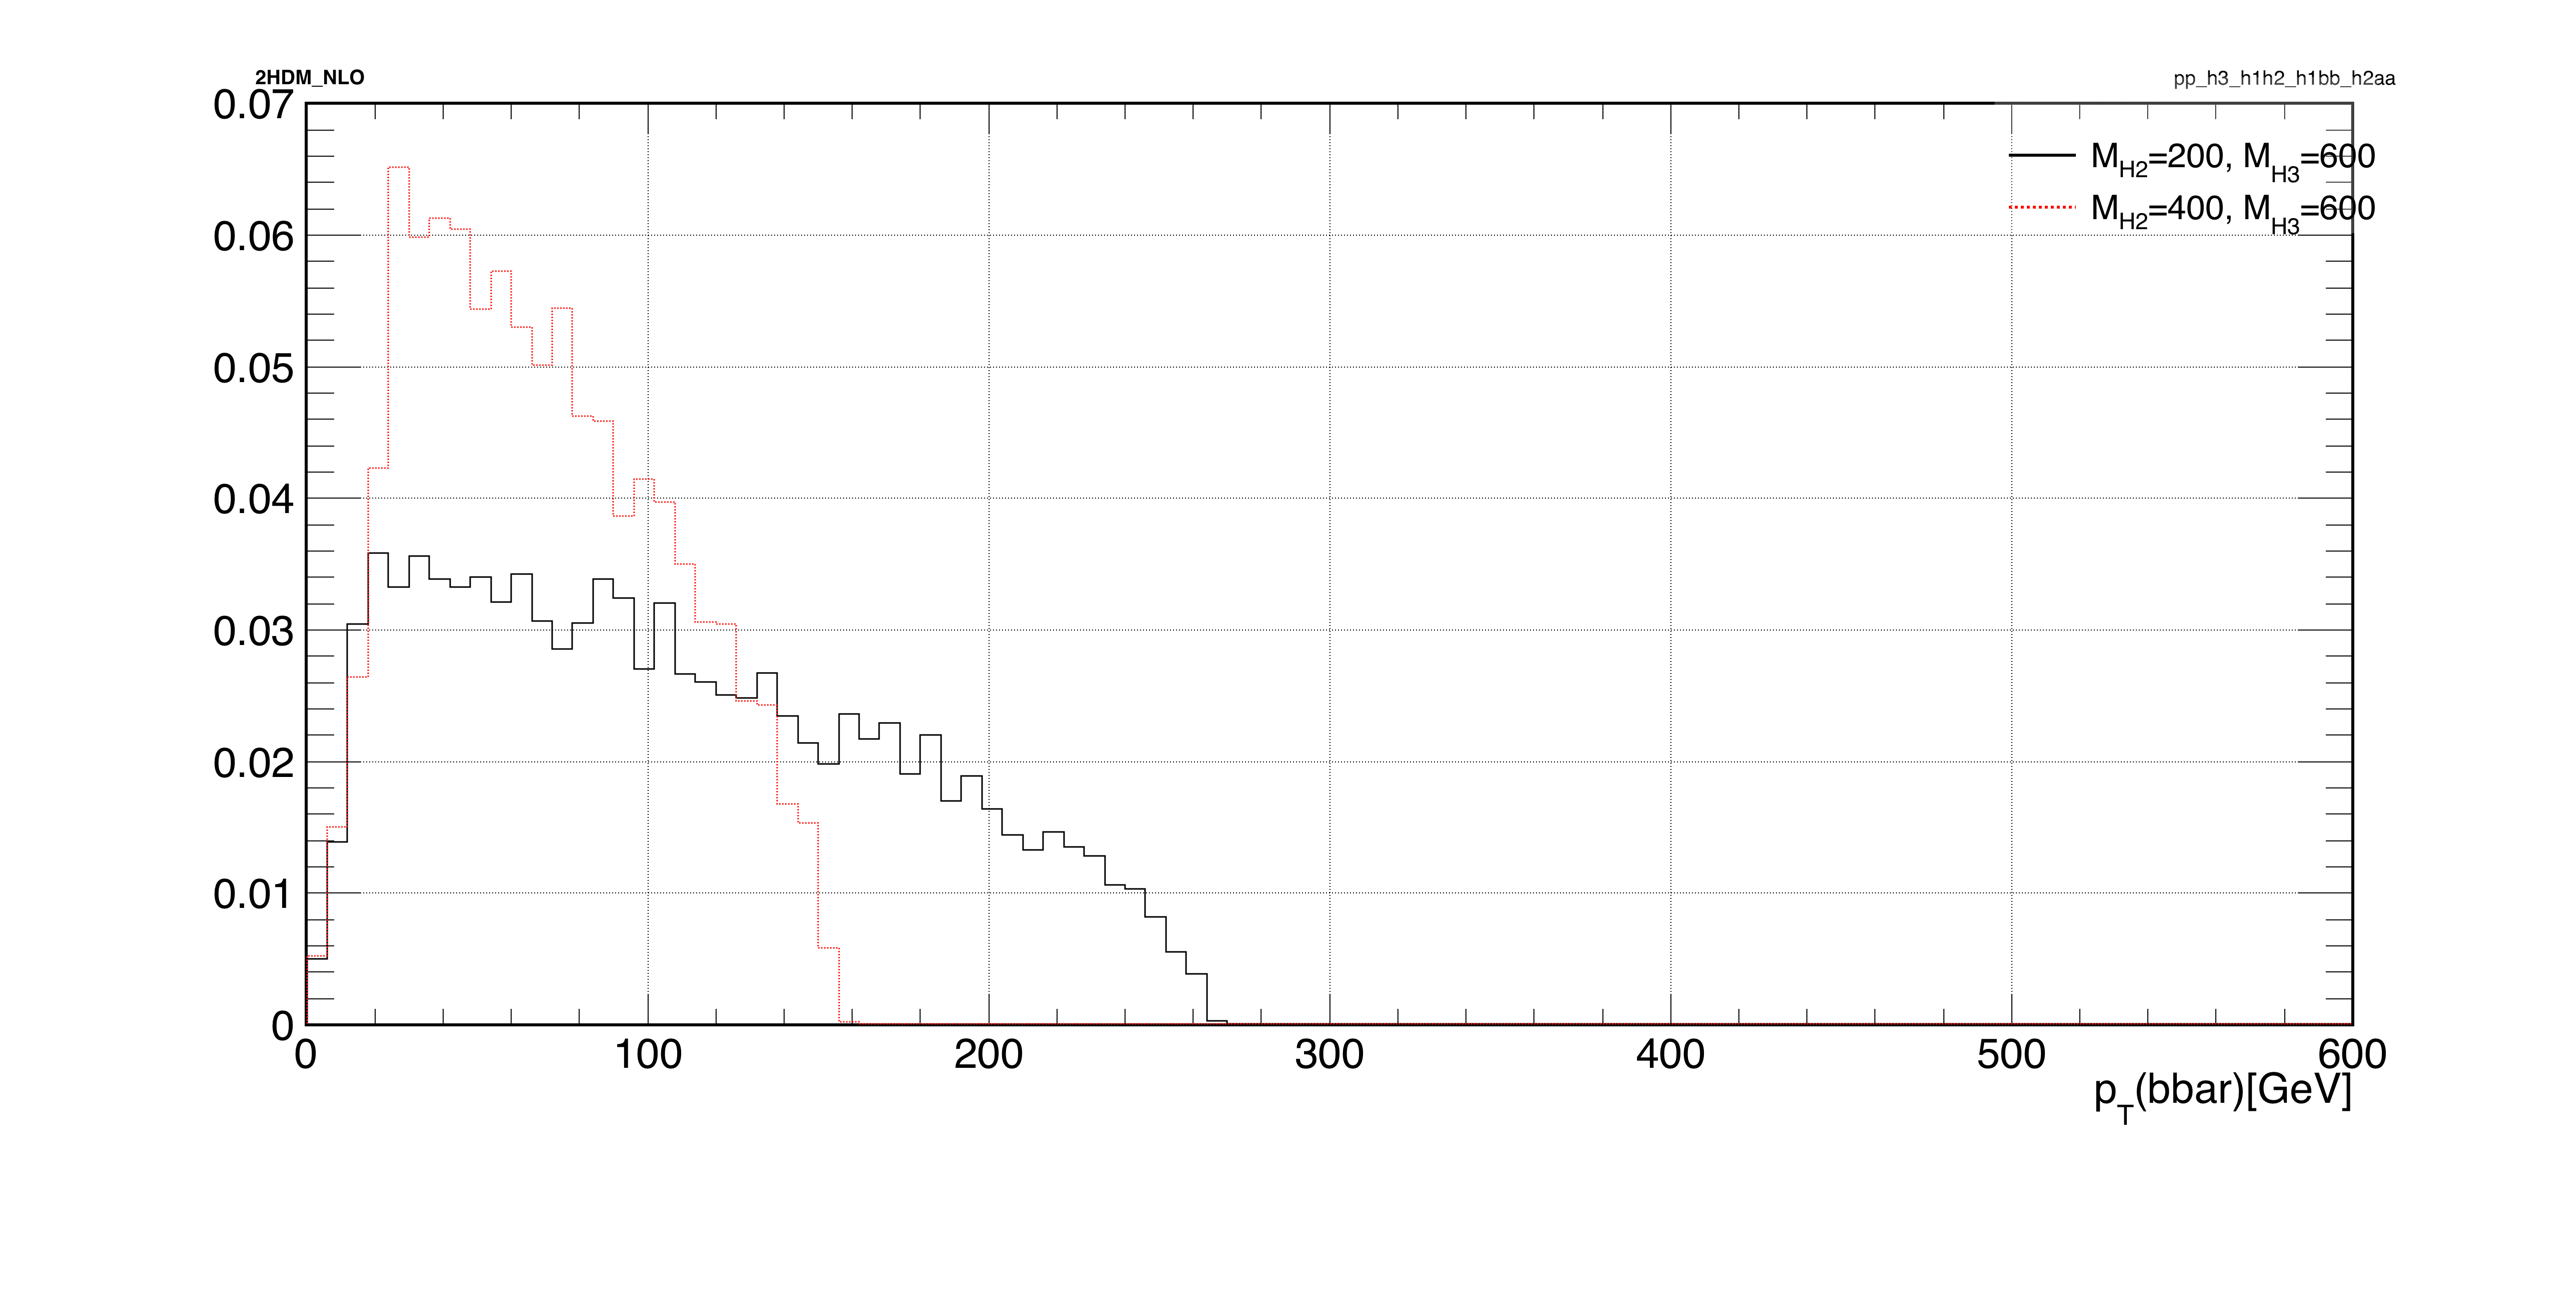 2HDM_NLO
pp_h3_h1h2_h1bb_h2aa
M_H2=200, M_H3=600
M_H2=400, M_H3=600
0.07
0.06
0.05
0.04
0.03
0.02
0.01
0
0 100 200 300 400 500 600
p_T(bbar)[GeV]